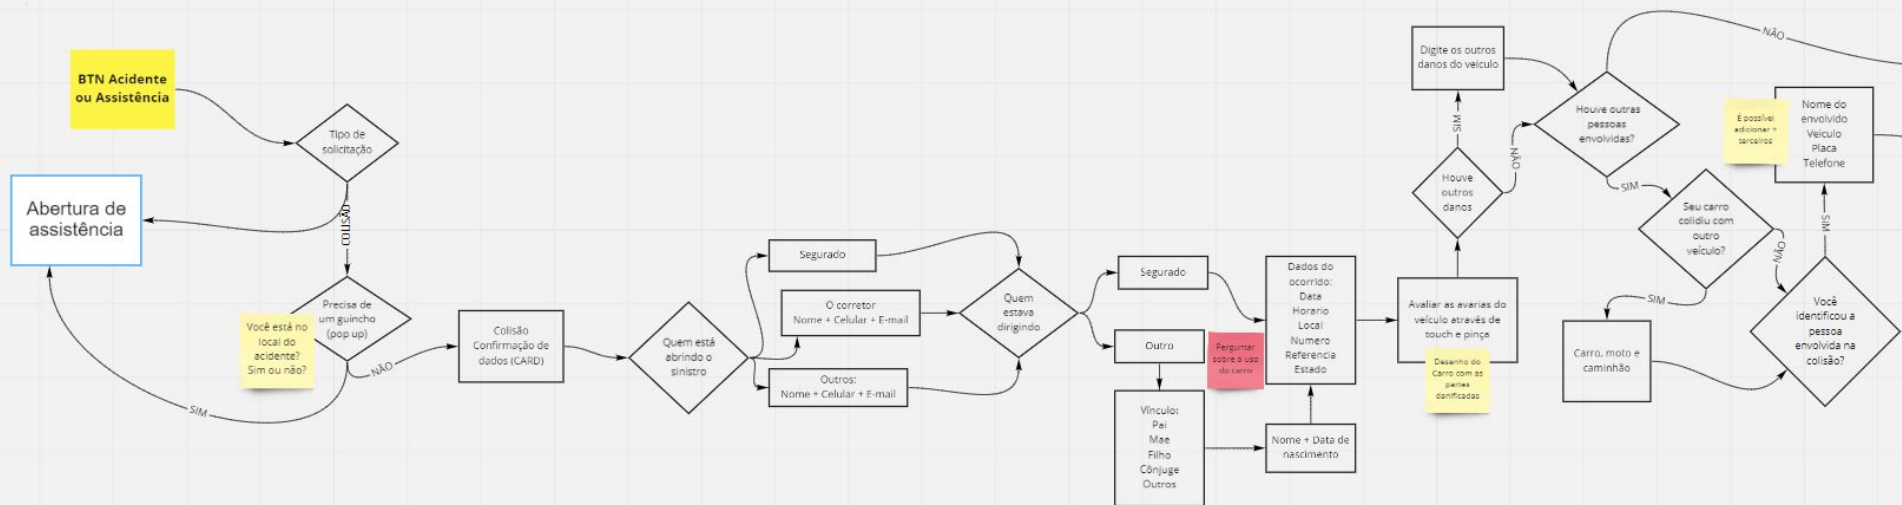 BTN Acidente
ou Assistência
Tipo de
solicitação
Abertura de
assistência
COLISÃO
Precisa de
um guincho
(pop up)
Você está no
local do
acidente?
Sim ou não?
SIM
NÃO
Colisão
Confirmação de
dados (CARD)
Quem está
abrindo o
sinistro
Segurado
O corretor
Nome + Celular + E-mail
Outros:
Nome + Celular + E-mail
Quem
estava
dirigindo
Segurado
Outro
Perguntar
sobre o uso
do carro
Vínculo:
Pai
Mae
Filho
Cônjuge
Outros
Nome + Data de
nascimento
Dados do
ocorrido:
Data
Horario
Local
Numero
Referencia
Estado
Avaliar as avarias do
veículo através de
touch e pinça
Desenho do
Carro com as
partes
danificadas
Houve
outros
danos
SIM
NÃO
Digite os outros
danos do veiculo
Houve outras
pessoas
envolvidas?
NÃO
SIM
Seu carro
colidiu com
outro
veículo?
SIM
NÃO
Carro, moto e
caminhão
Você
identificou a
pessoa
envolvida na
colisão?
SIM
É possível
adicionar +
terceiros
Nome do
envolvido
Veiculo
Placa
Telefone